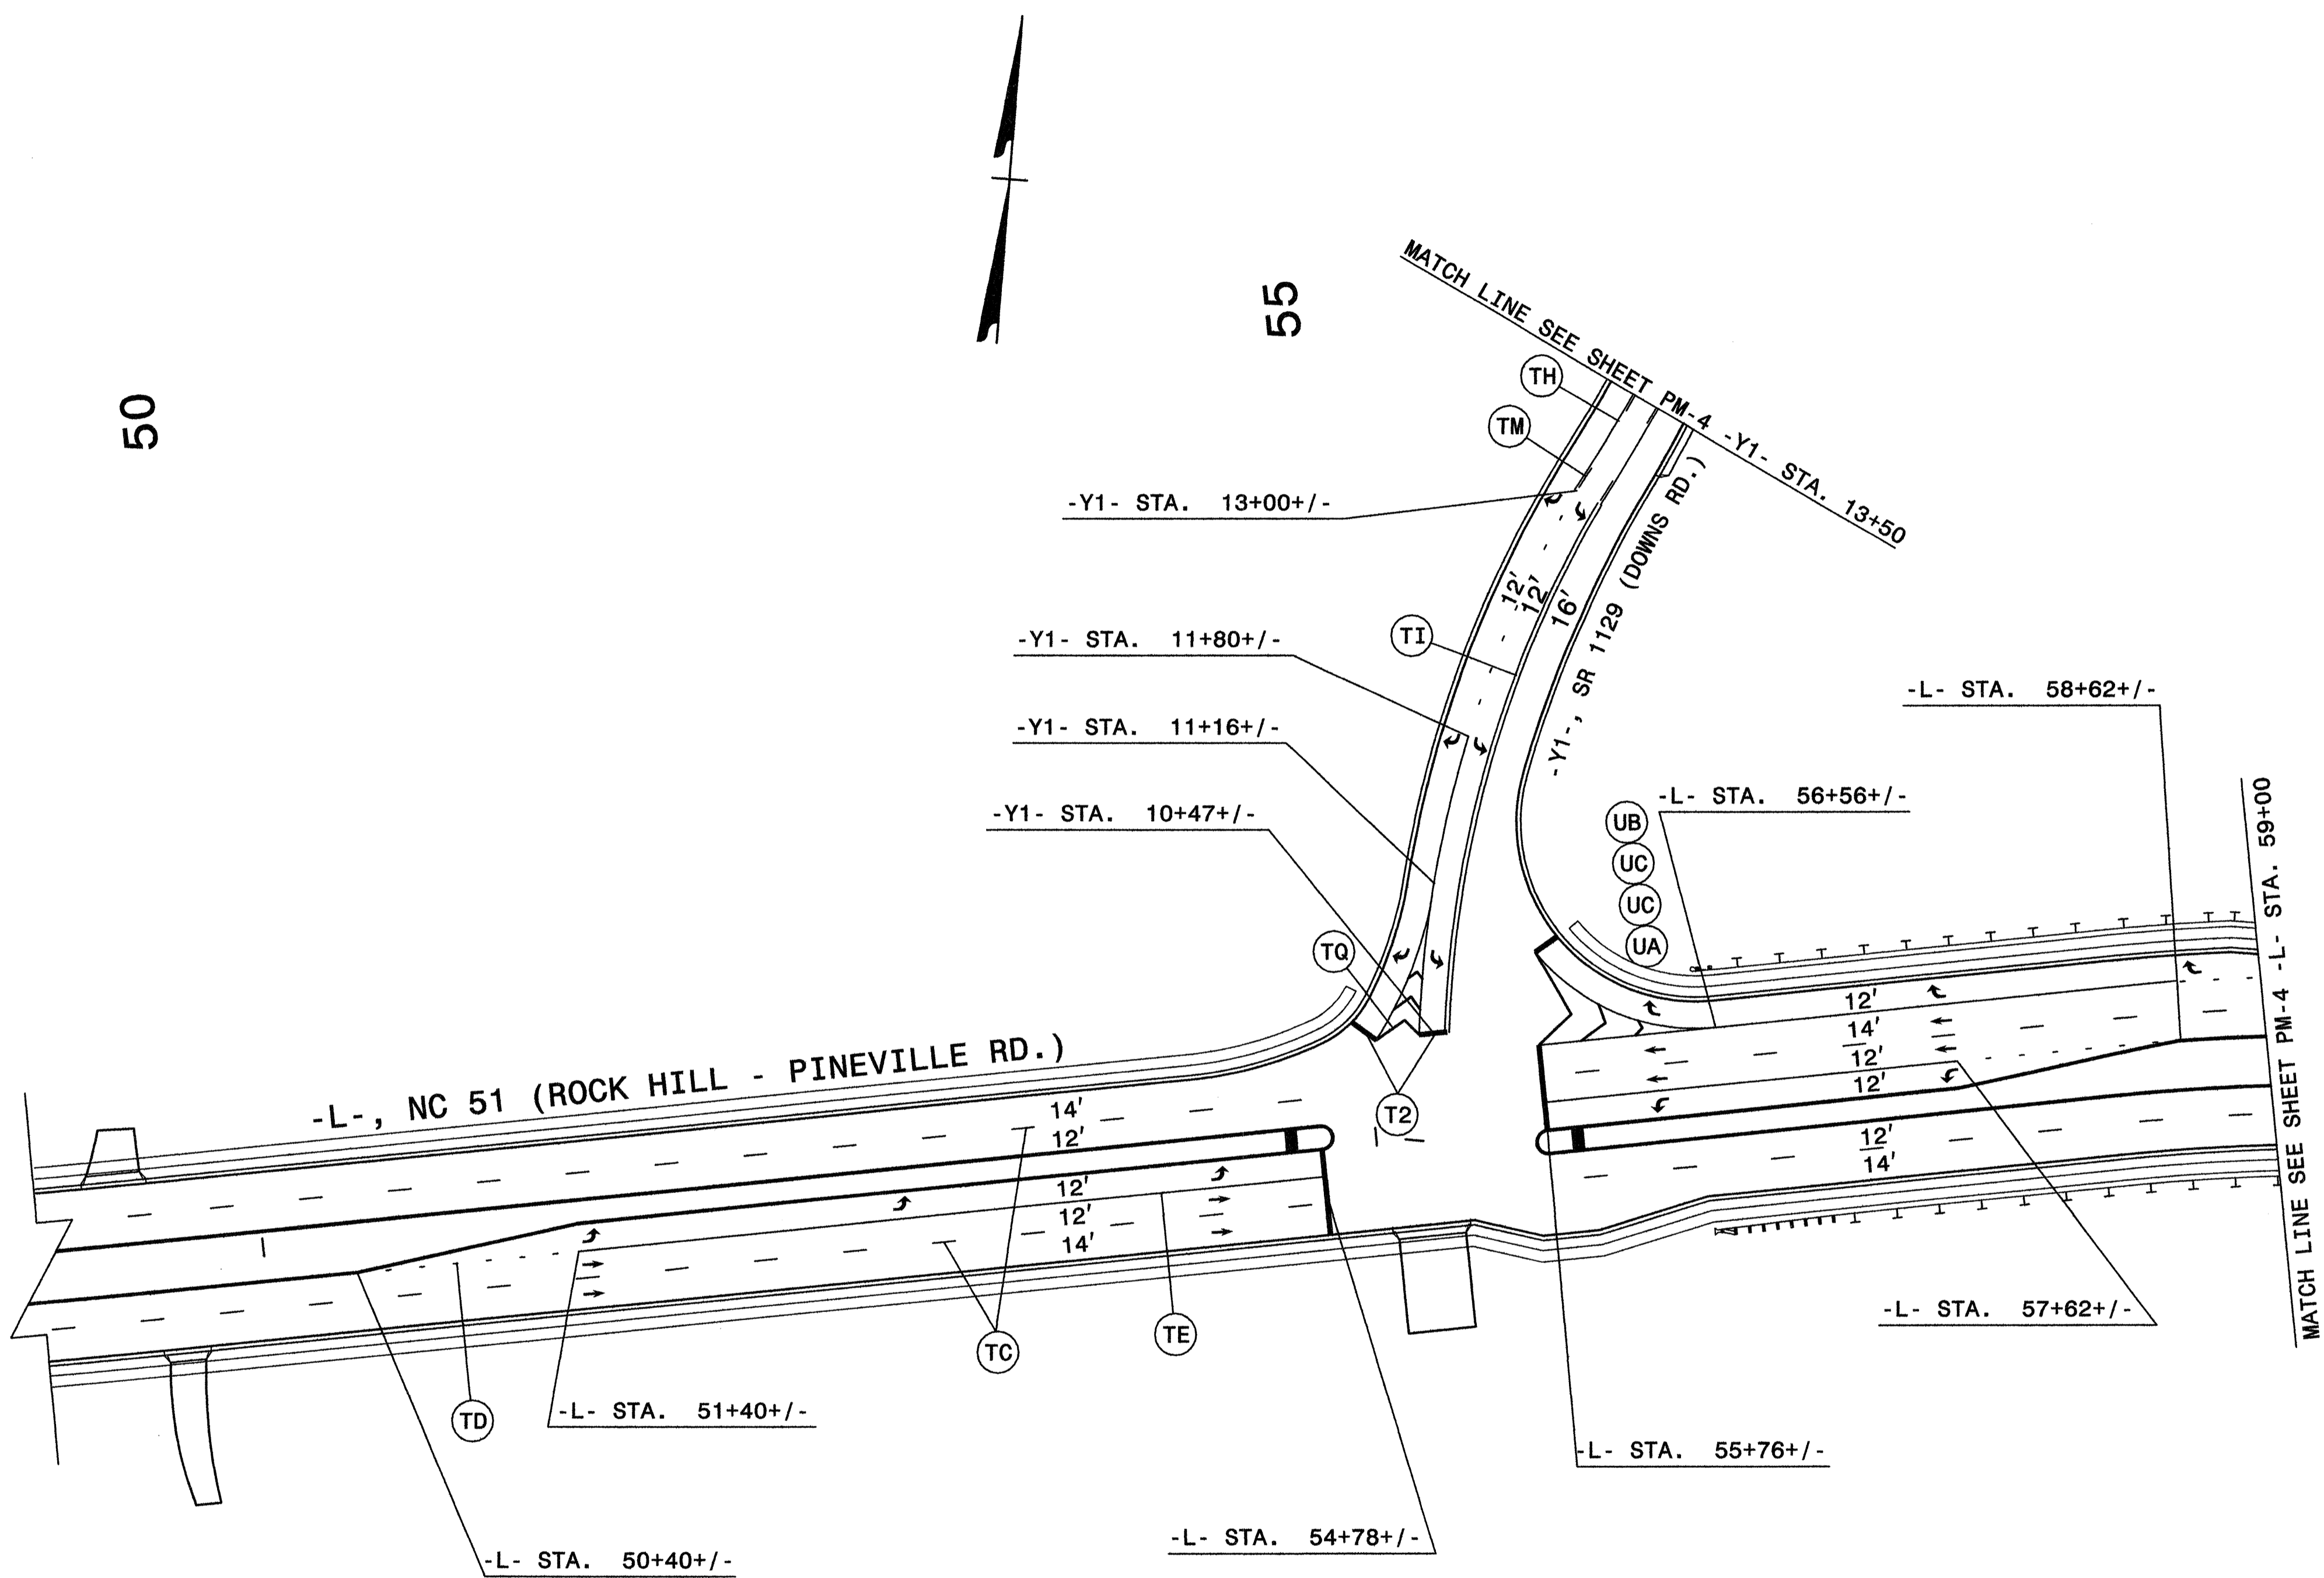 50
55
MATCH LINE SEE SHEET PM-4 -Y1- STA. 13+50
TH
TM
-Y1- STA. 13+00+/-
12'
12'
16'
-Y1-, SR 1129 (DOWNS RD.)
TI
-Y1- STA. 11+80+/-
-Y1- STA. 11+16+/-
-Y1- STA. 10+47+/-
-L- STA. 58+62+/-
-L- STA. 56+56+/-
UB
UC
UC
UA
TQ
T2
MATCH LINE SEE SHEET PM-4 -L- STA. 59+00
-L-, NC 51 (ROCK HILL - PINEVILLE RD.)
14'
12'
12'
12'
14'
12'
14'
12'
12'
12'
14'
TC
TE
TD
-L- STA. 51+40+/-
-L- STA. 57+62+/-
-L- STA. 55+76+/-
-L- STA. 54+78+/-
-L- STA. 50+40+/-